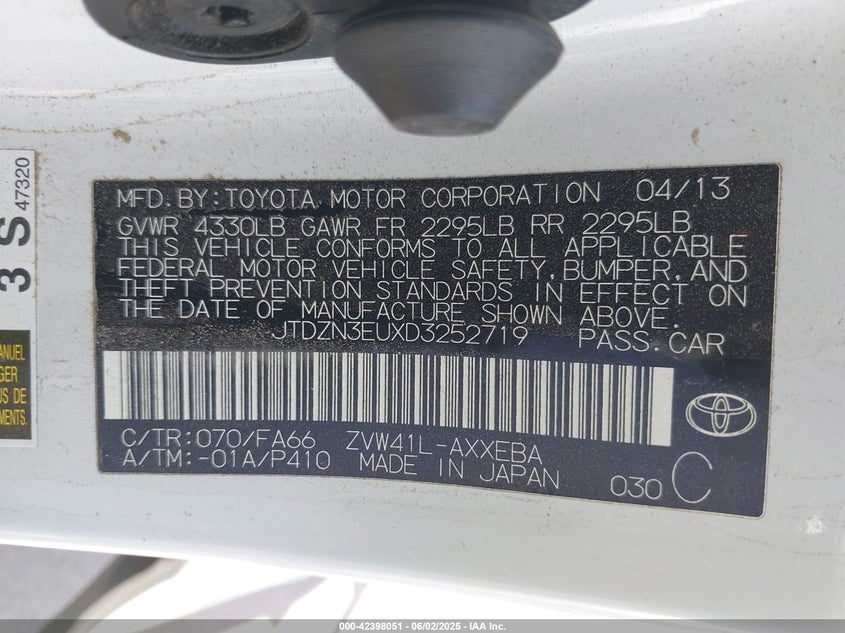 MFD. BY: TOYOTA MOTOR CORPORATION 04/13
GVWR 4330LB GAWR FR 2295LB RR 2295LB
THIS VEHICLE CONFORMS TO ALL APPLICABLE
FEDERAL MOTOR VEHICLE SAFETY, BUMPER, AND
THEFT PREVENTION STANDARDS IN EFFECT ON
THE DATE OF MANUFACTURE SHOWN ABOVE.
JTDZN3EUXD3252719 PASS. CAR
C/TR: 070/FA66 ZVW41L-AXXEBA
A/TM: -01A/P410 MADE IN JAPAN
030 C
3 S
47320
US DE
000-42398051 - 06/02/2025 - IAA Inc.